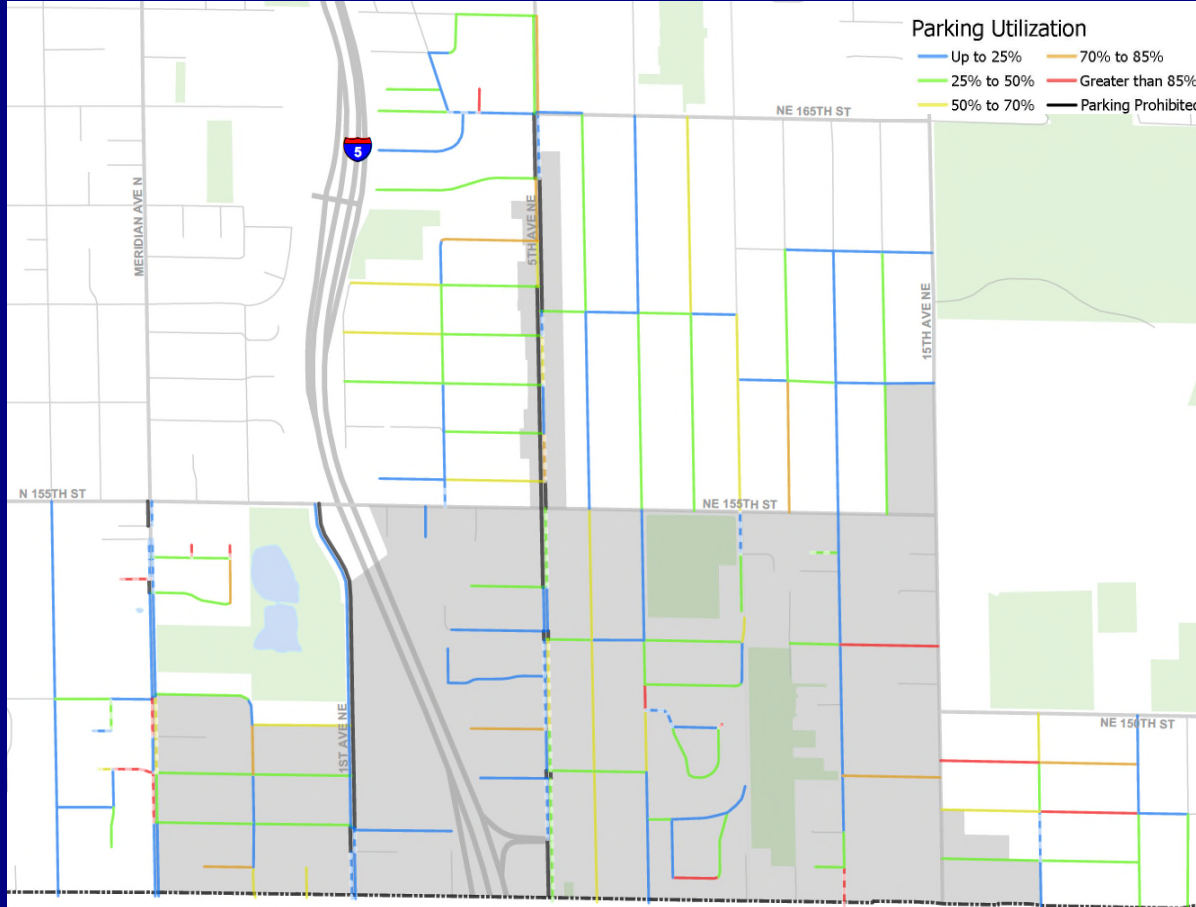 Parking Utilization
Up to 25%
70% to 85%
25% to 50%
Greater than 85%
50% to 70%
Parking Prohibited
NE 165TH ST
5
MERIDIAN AVE N
5TH AVE NE
15TH AVE NE
N 155TH ST
NE 155TH ST
1ST AVE NE
NE 150TH ST